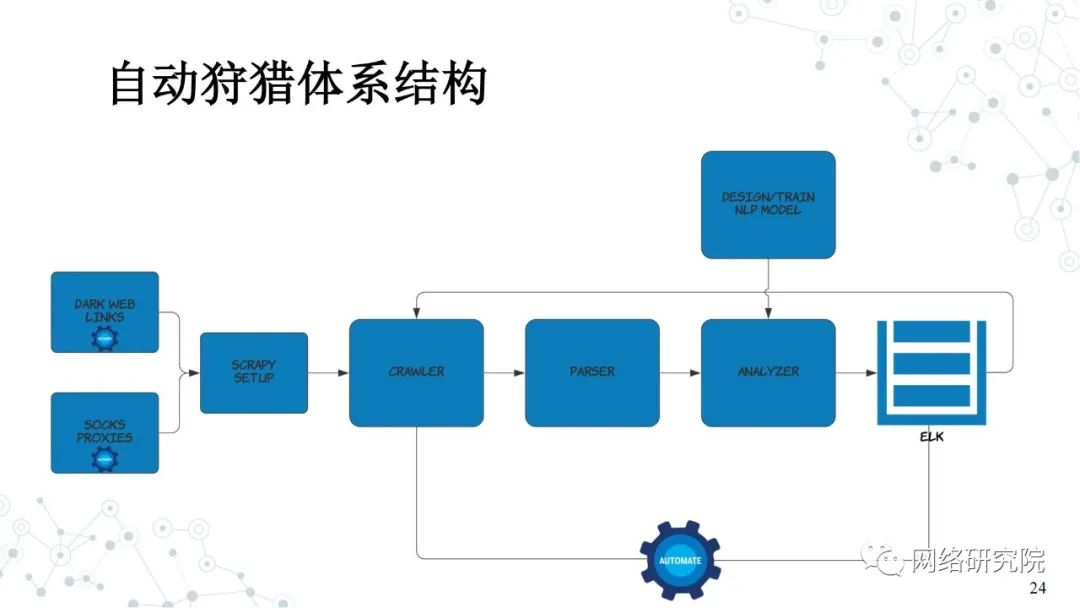 自动狩猎体系结构
DESIGN/TRAIN
NLP MODEL
DARK WEB
LINKS
SCRAPY
SETUP
CRAWLER
PARSER
ANALYZER
SOCKS
PROXIES
ELK
AUTOMATE
网络研究院
24